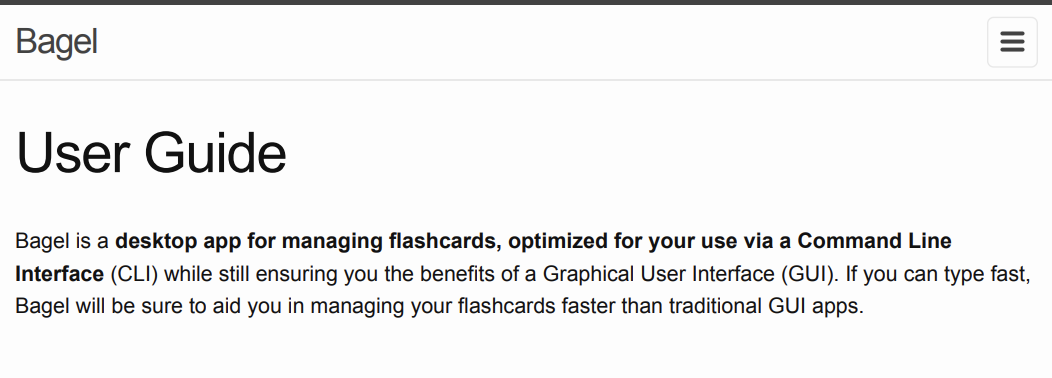 Bagel
User Guide
Bagel is a desktop app for managing flashcards, optimized for your use via a Command Line
Interface (CLI) while still ensuring you the benefits of a Graphical User Interface (GUI). If you can type fast,
Bagel will be sure to aid you in managing your flashcards faster than traditional GUI apps.